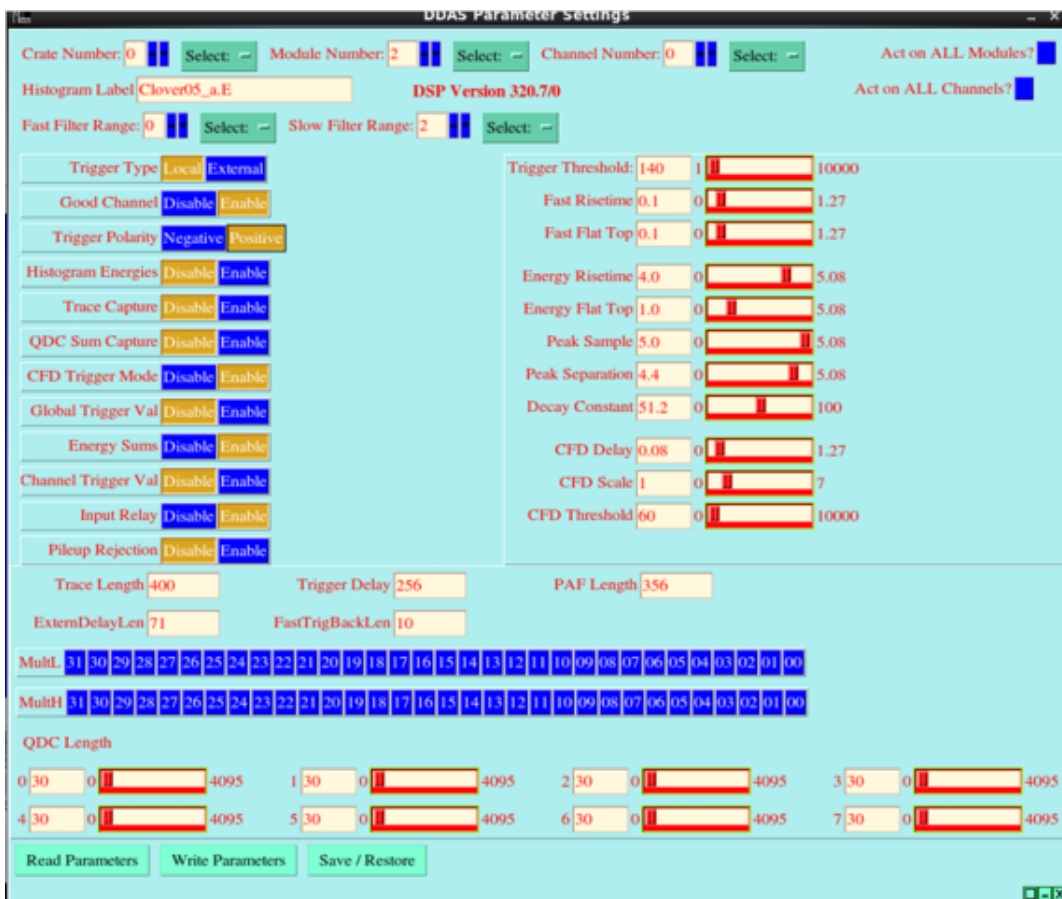 DDAS Parameter Settings
Crate Number: 0 Select: Module Number: 2 Select: Channel Number: 0 Select: Act on ALL Modules?
Histogram Label Clover05_a.E DSP Version 320.7/0 Act on ALL Channels?
Fast Filter Range: 0 Select: Slow Filter Range: 2 Select:
Trigger Type Local External
Good Channel Disable Enable
Trigger Polarity Negative Positive
Histogram Energies Disable Enable
Trace Capture Disable Enable
QDC Sum Capture Disable Enable
CFD Trigger Mode Disable Enable
Global Trigger Val Disable Enable
Energy Sums Disable Enable
Channel Trigger Val Disable Enable
Input Relay Disable Enable
Pileup Rejection Disable Enable
Trigger Threshold: 140 1 10000
Fast Risetime 0.1 0 1.27
Fast Flat Top 0.1 0 1.27
Energy Risetime 4.0 0 5.08
Energy Flat Top 1.0 0 5.08
Peak Sample 5.0 0 5.08
Peak Separation 4.4 0 5.08
Decay Constant 51.2 0 100
CFD Delay 0.08 0 1.27
CFD Scale 1 0 7
CFD Threshold 60 0 10000
Trace Length 400 Trigger Delay 256 PAF Length 356
ExternDelayLen 71 FastTrigBackLen 10
MultL 31 30 29 28 27 26 25 24 23 22 21 20 19 18 17 16 15 14 13 12 11 10 09 08 07 06 05 04 03 02 01 00
MultH 31 30 29 28 27 26 25 24 23 22 21 20 19 18 17 16 15 14 13 12 11 10 09 08 07 06 05 04 03 02 01 00
QDC Length
0 30 0 4095 1 30 0 4095 2 30 0 4095 3 30 0 4095
4 30 0 4095 5 30 0 4095 6 30 0 4095 7 30 0 4095
Read Parameters Write Parameters Save / Restore